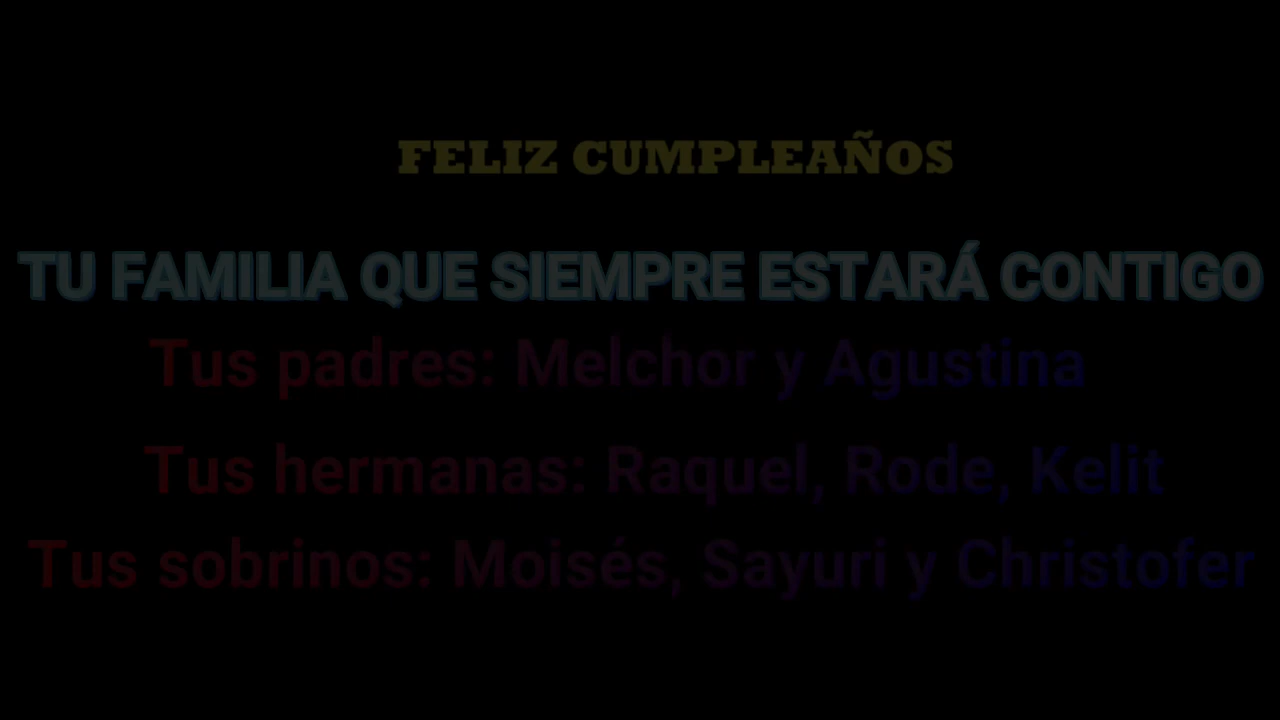 FELIZ CUMPLEAÑOS
TU FAMILIA QUE SIEMPRE ESTARÁ CONTIGO
Tus padres: Melchor y Agustina
Tus hermanas: Raquel, Rode, Kelit
Tus sobrinos: Moisés, Sayuri y Christofer